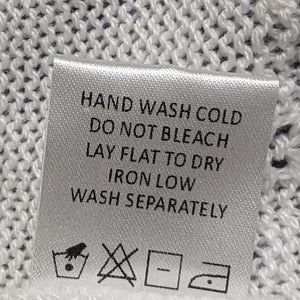 HAND WASH COLD
DO NOT BLEACH
LAY FLAT TO DRY
IRON LOW
WASH SEPARATELY